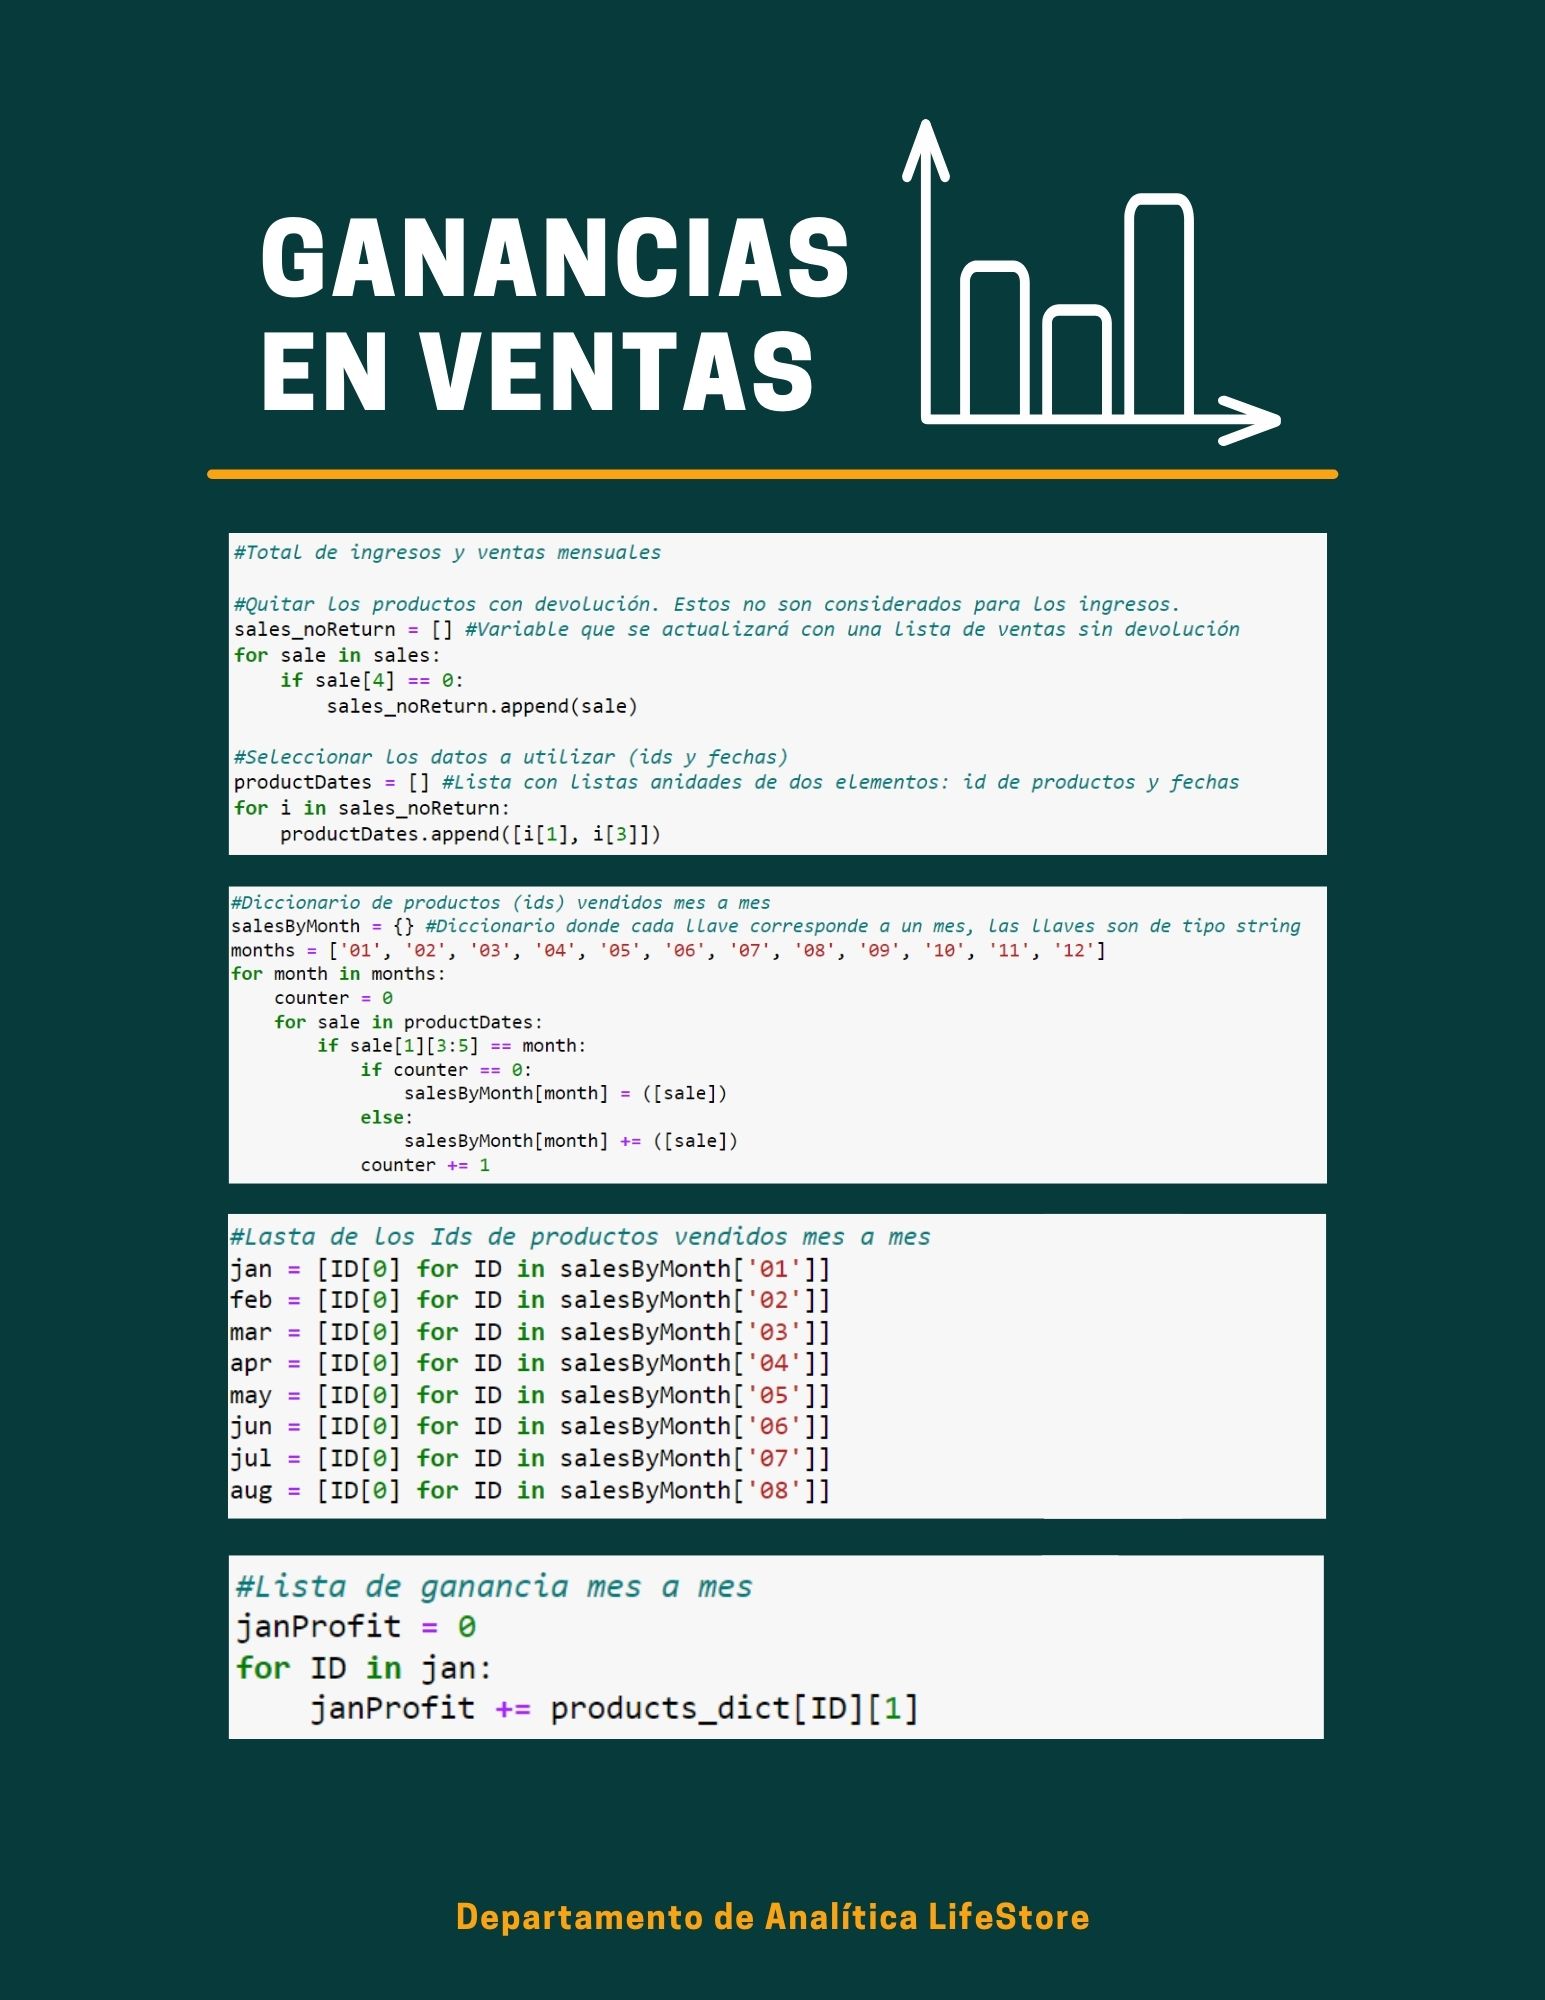 GANANCIAS
EN VENTAS
#Total de ingresos y ventas mensuales
#Quitar los productos con devolución. Estos no son considerados para los ingresos.
sales_noReturn = [] #Variable que se actualizará con una lista de ventas sin devolución
for sale in sales:
    if sale[4] == 0:
        sales_noReturn.append(sale)
#Seleccionar los datos a utilizar (ids y fechas)
productDates = [] #Lista con listas anidades de dos elementos: id de productos y fechas
for i in sales_noReturn:
    productDates.append([i[1], i[3]])
#Diccionario de productos (ids) vendidos mes a mes
salesByMonth = {} #Diccionario donde cada llave corresponde a un mes, las llaves son de tipo string
months = ['01', '02', '03', '04', '05', '06', '07', '08', '09', '10', '11', '12']
for month in months:
    counter = 0
    for sale in productDates:
        if sale[1][3:5] == month:
            if counter == 0:
                salesByMonth[month] = ([sale])
            else:
                salesByMonth[month] += ([sale])
            counter += 1
#Lasta de los Ids de productos vendidos mes a mes
jan = [ID[0] for ID in salesByMonth['01']]
feb = [ID[0] for ID in salesByMonth['02']]
mar = [ID[0] for ID in salesByMonth['03']]
apr = [ID[0] for ID in salesByMonth['04']]
may = [ID[0] for ID in salesByMonth['05']]
jun = [ID[0] for ID in salesByMonth['06']]
jul = [ID[0] for ID in salesByMonth['07']]
aug = [ID[0] for ID in salesByMonth['08']]
#Lista de ganancia mes a mes
janProfit = 0
for ID in jan:
    janProfit += products_dict[ID][1]
Departamento de Analítica LifeStore